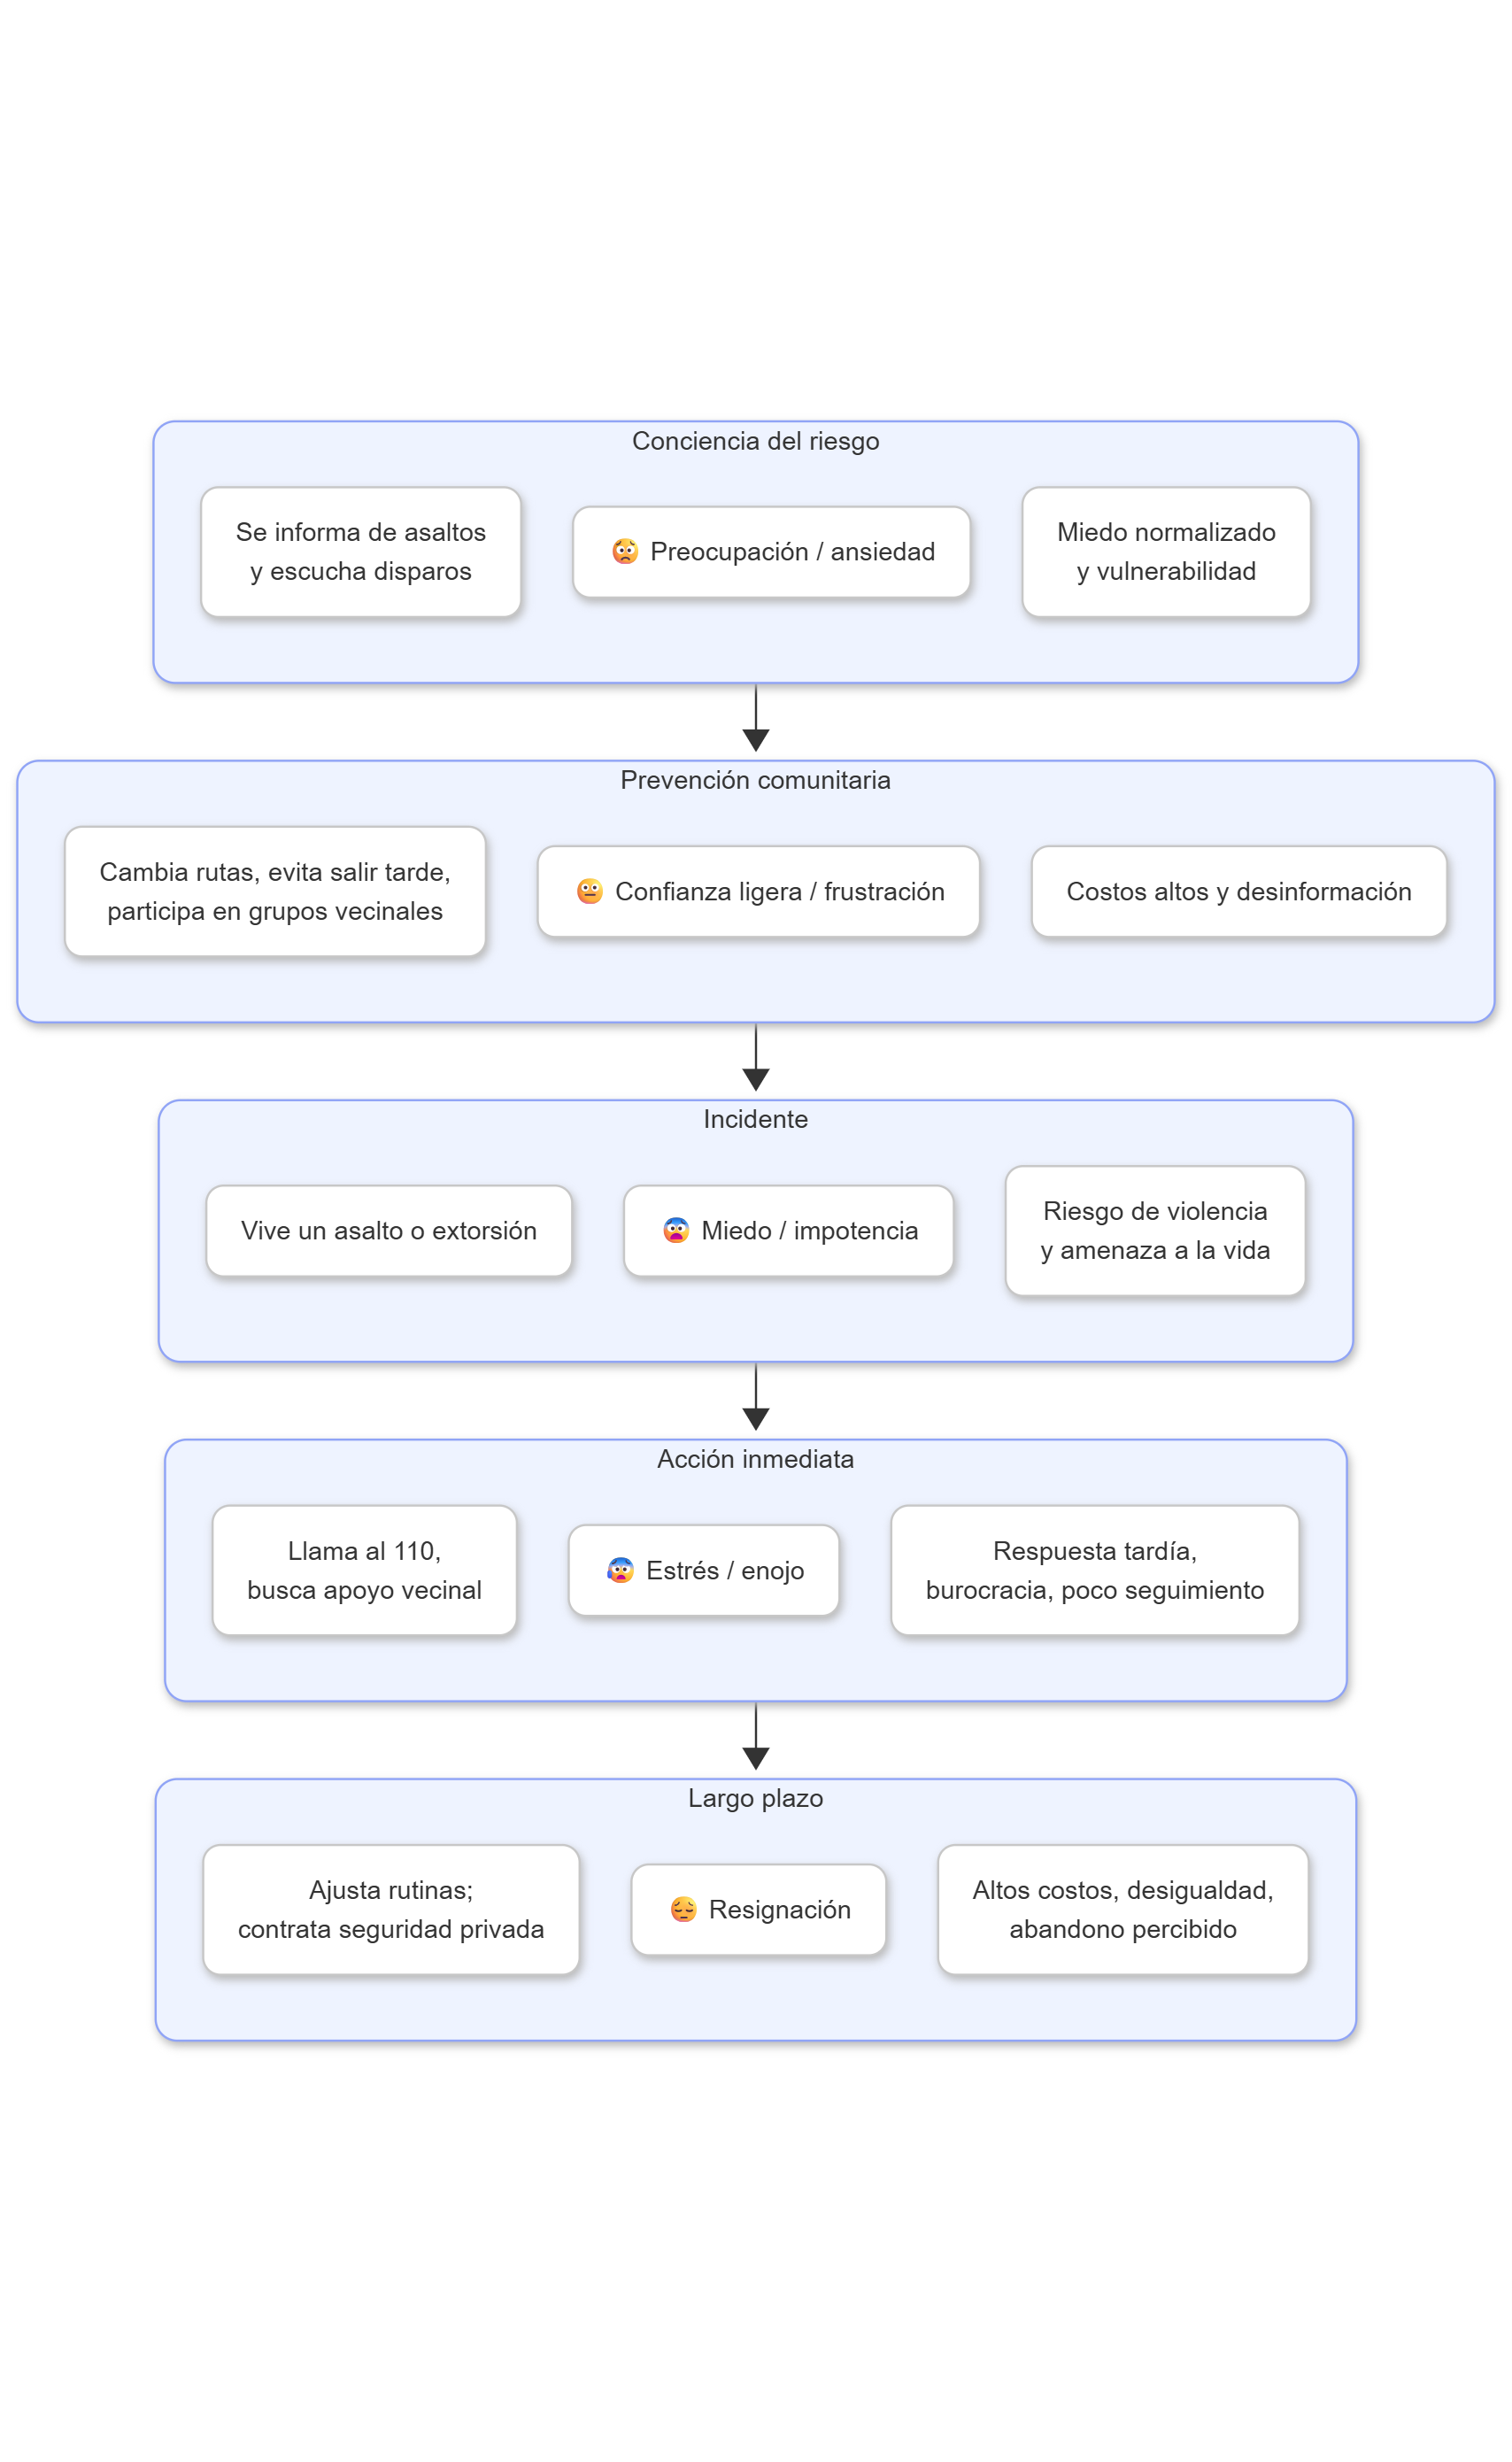 Conciencia del riesgo
Se informa de asaltos
y escucha disparos
😟 Preocupación / ansiedad
Miedo normalizado
y vulnerabilidad
Prevención comunitaria
Cambia rutas, evita salir tarde,
participa en grupos vecinales
😐 Confianza ligera / frustración
Costos altos y desinformación
Incidente
Vive un asalto o extorsión
😨 Miedo / impotencia
Riesgo de violencia
y amenaza a la vida
Acción inmediata
Llama al 110,
busca apoyo vecinal
😰 Estrés / enojo
Respuesta tardía,
burocracia, poco seguimiento
Largo plazo
Ajusta rutinas;
contrata seguridad privada
😔 Resignación
Altos costos, desigualdad,
abandono percibido